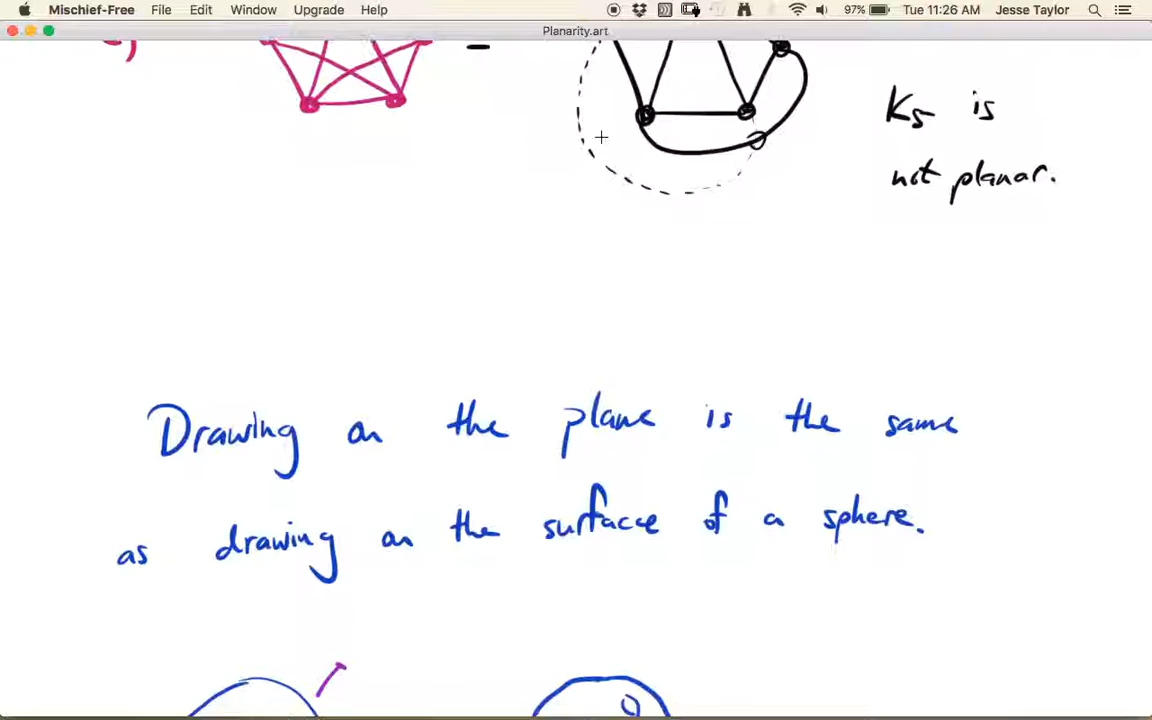 Mischief-Free File Edit Window Upgrade Help 97% Tue 11:26 AM Jesse Taylor
Planarity.art
K5 is
not planar.
Drawing on the plane is the same
as drawing on the surface of a sphere.